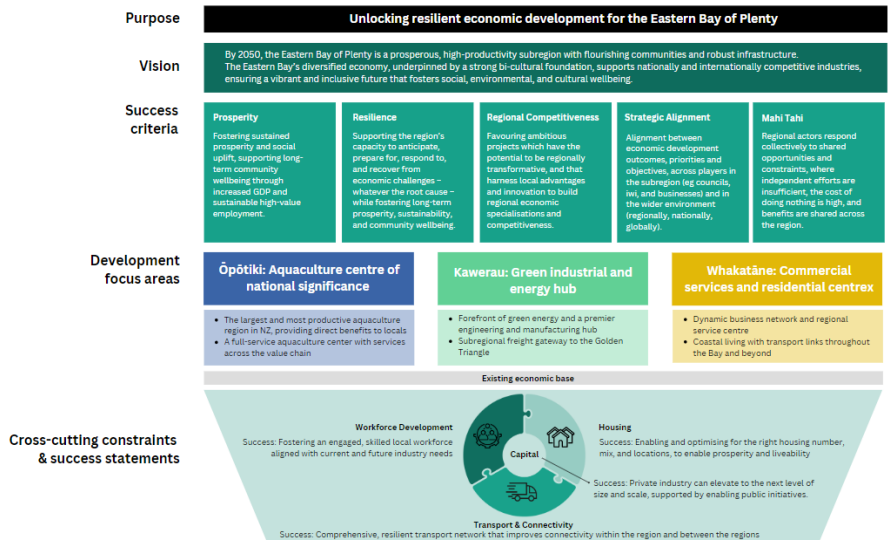 Purpose
Unlocking resilient economic development for the Eastern Bay of Plenty
Vision
By 2050, the Eastern Bay of Plenty is a prosperous, high-productivity subregion with flourishing communities and robust infrastructure.
The Eastern Bay's diversified economy, underpinned by a strong bi-cultural foundation, supports nationally and internationally competitive industries,
ensuring a vibrant and inclusive future that fosters social, environmental, and cultural wellbeing.
Success
criteria
Prosperity
Fostering sustained
prosperity and social
uplift, supporting long-
term community
wellbeing through
increased GDP and
sustainable high-value
employment.
Resilience
Supporting the region's
capacity to anticipate,
prepare for, respond to,
and recover from
economic challenges –
whatever the root cause –
while fostering long-term
prosperity, sustainability,
and community wellbeing.
Regional Competitiveness
Favouring ambitious
projects which have the
potential to be regionally
transformative, and that
harness local advantages
and innovation to build
regional economic
specialisations and
competitiveness.
Strategic Alignment
Alignment between
economic development
outcomes, priorities and
objectives, across players in
the subregion (eg councils,
iwi, and businesses) and in
the wider environment
(regionally, nationally,
globally).
Mahi Tahi
Regional actors respond
collectively to shared
opportunities and
constraints, where
independent efforts are
insufficient, the cost of
doing nothing is high, and
benefits are shared across
the region.
Development
focus areas
Ōpōtiki: Aquaculture centre of
national significance
• The largest and most productive aquaculture
region in NZ, providing direct benefits to locals
• A full-service aquaculture center with services
across the value chain
Kawerau: Green industrial and
energy hub
• Forefront of green energy and a premier
engineering and manufacturing hub
• Subregional freight gateway to the Golden
Triangle
Whakatāne: Commercial
services and residential centrex
• Dynamic business network and regional
service centre
• Coastal living with transport links throughout
the Bay and beyond
Existing economic base
Cross-cutting constraints
& success statements
Workforce Development
Success: Fostering an engaged, skilled local workforce
aligned with current and future industry needs
Housing
Success: Enabling and optimising for the right housing number,
mix, and locations, to enable prosperity and liveability
Capital
Success: Private industry can elevate to the next level of
size and scale, supported by enabling public initiatives.
Transport & Connectivity
Success: Comprehensive, resilient transport network that improves connectivity within the region and between the regions